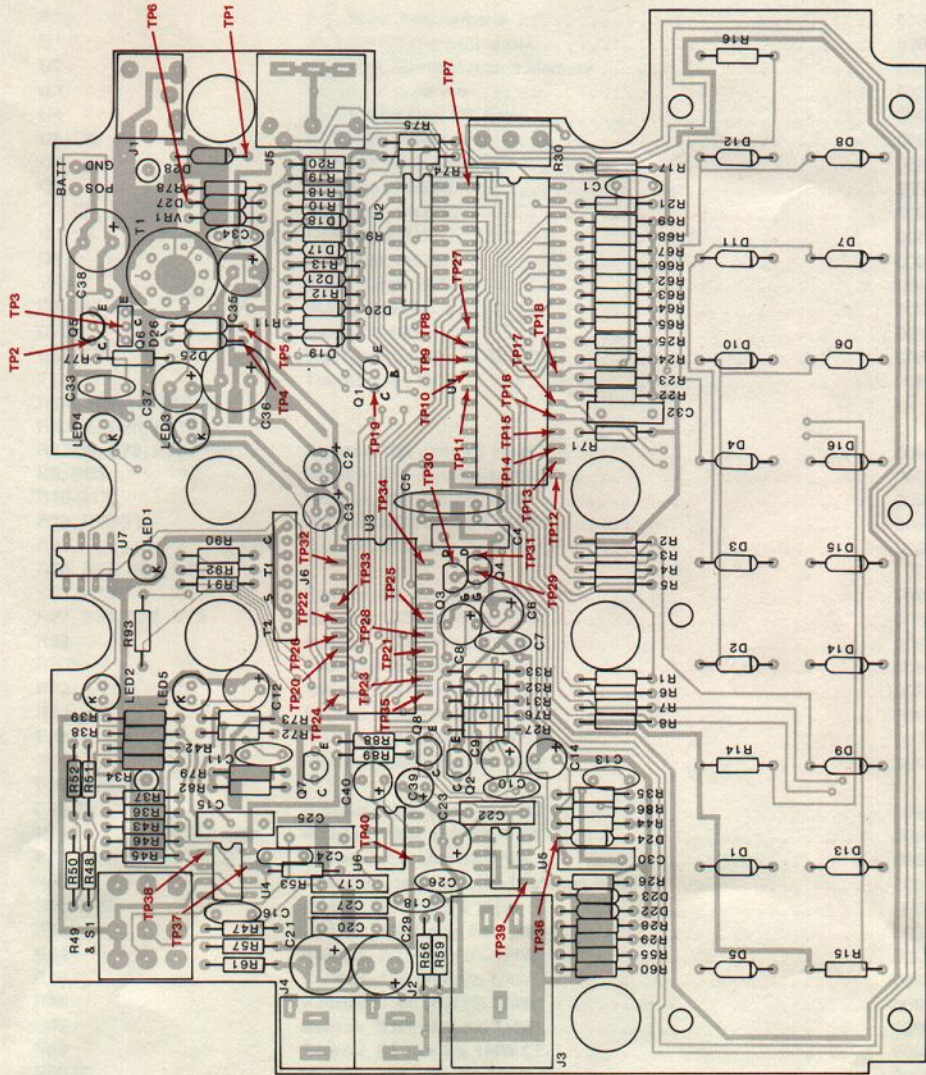 TP6
TP1
TP3
TP2
TP7
BATT
GND
POS
J1
D28
R78
D27
VR1
T1
C34
C38
C35
Q5
C
E
Q6
C
E
D26
R77
D25
TP5
TP4
C33
C37
C36
LED4
K
LED3
K
J5
R20
R19
R18
R10
D18
R9
D17
R13
D21
R12
D20
R11
D19
U2
R75
R74
R30
Q1
E
B
C
TP19
TP27
TP8
TP9
TP10
U1
TP11
TP18
TP17
TP16
TP15
TP14
TP13
TP12
R16
R17
C1
R21
R69
R68
R67
R66
R62
R63
R64
R65
R25
R24
R23
R22
C32
R71
D12
D8
D11
D7
D10
D6
D4
D16
D3
D15
D2
D14
R14
D9
D1
D13
D5
R15
U7
LED1
K
R90
R92
R91
R93
J6
C
T1
S
T2
C2
C3
U3
TP32
TP33
TP22
TP26
TP20
TP24
TP34
TP25
TP28
TP21
TP23
TP35
TP30
C5
C4
TP31
TP29
Q3
D
G
Q4
D
G
C6
C7
C8
R2
R3
R4
R5
R1
R6
R7
R8
LED2
K
LED5
K
C12
R39
R38
R42
R34
R73
R72
C11
R79
R82
Q7
C
E
R88
R89
Q8
C
E
Q2
C
E
R33
R32
R31
R76
R27
C9
C10
C14
C40
C39
C23
C22
C13
R52
R51
R50
R48
R37
R36
R43
R46
R45
C15
C25
TP38
TP37
U4
C24
R53
U6
TP40
C16
C17
C27
C20
C18
C26
C29
R47
R57
R61
C21
R49 & S1
J4
J2
R56
R59
TP39
U5
TP36
J3
R35
R86
R44
D24
C30
R26
D23
D22
R28
R29
R55
R60